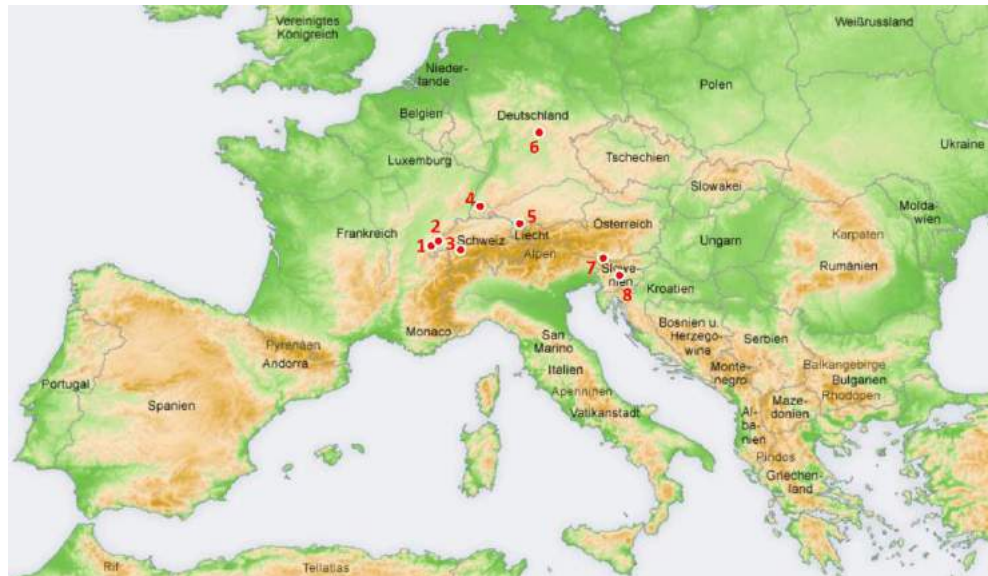 Vereinigtes
Königreich
Weißrussland
Nieder-
lande
Polen
Belgien
Deutschland
6
Ukraine
Luxemburg
Tschechien
Slowakei
4
Molda-
wien
5
Frankreich
2
1
3
Schweiz
Liecht
Österreich
Ungarn
Karpaten
Alpen
7
Slowe-
nien
8
Kroatien
Rumänien
Monaco
San
Marino
Bosnien u.
Herzego-
wine
Serbien
Pyrenäen
Andorra
Italien
Monte-
negro
Balkangebirge
Bulgarien
Rhodopen
Portugal
Spanien
Apenninen
Vatikanstadt
Al-
ba-
nien
Maze-
donien
Pindos
Griechen-
land
Rif
Tellatlas